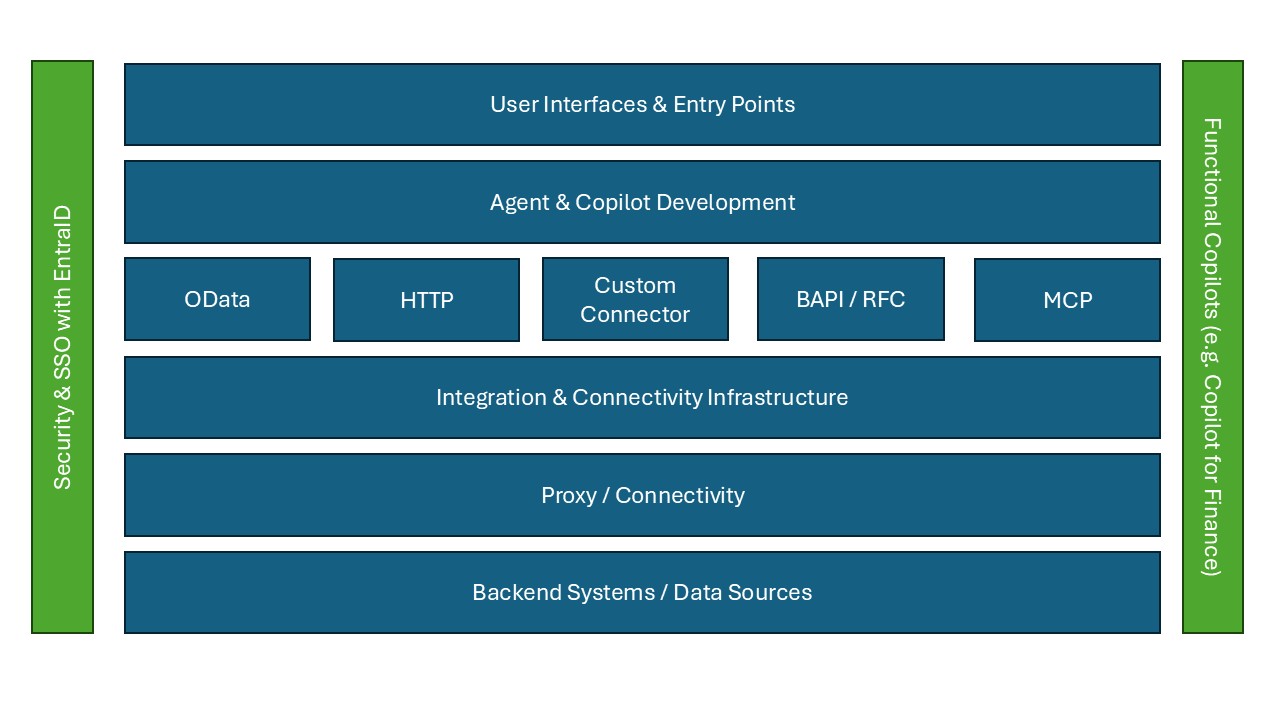 Security & SSO with EntraID
User Interfaces & Entry Points
Agent & Copilot Development
OData
HTTP
Custom
Connector
BAPI / RFC
MCP
Integration & Connectivity Infrastructure
Proxy / Connectivity
Backend Systems / Data Sources
Functional Copilots (e.g. Copilot for Finance)